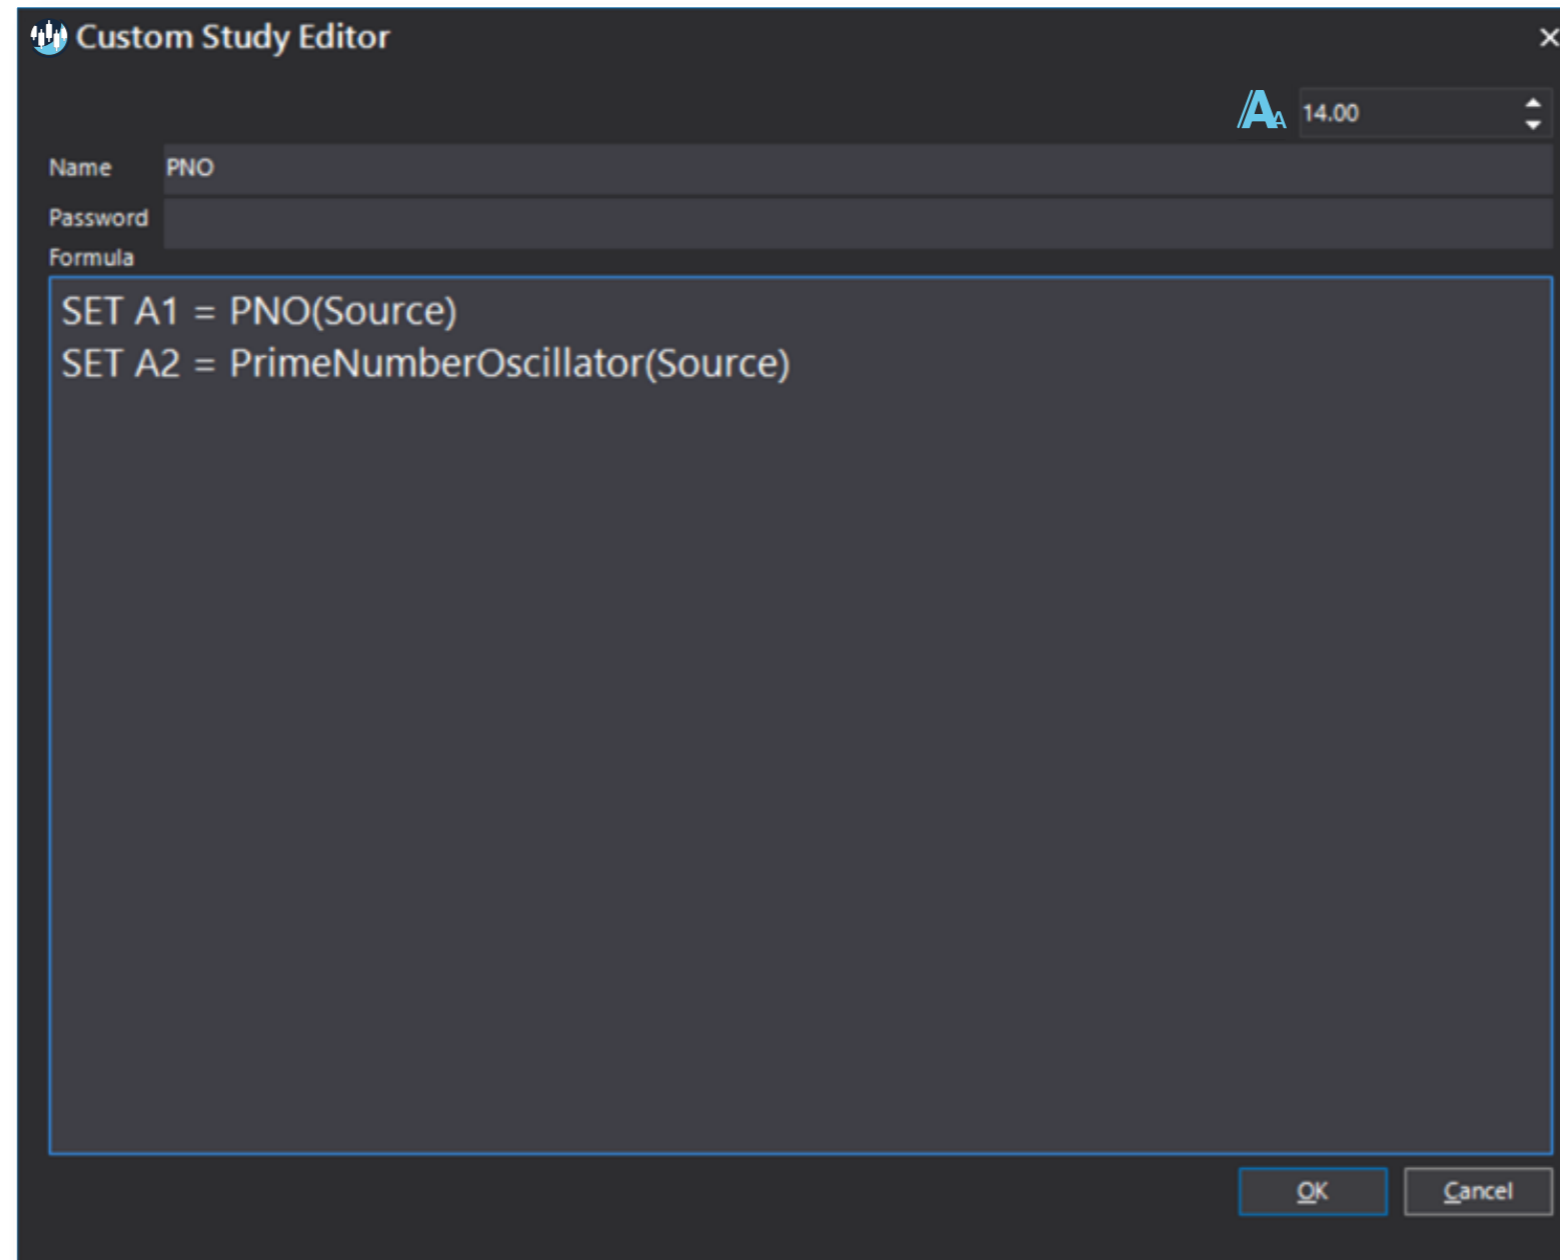 Custom Study Editor
14.00
Name PNO
Password
Formula
SET A1 = PNO(Source)
SET A2 = PrimeNumberOscillator(Source)
OK Cancel